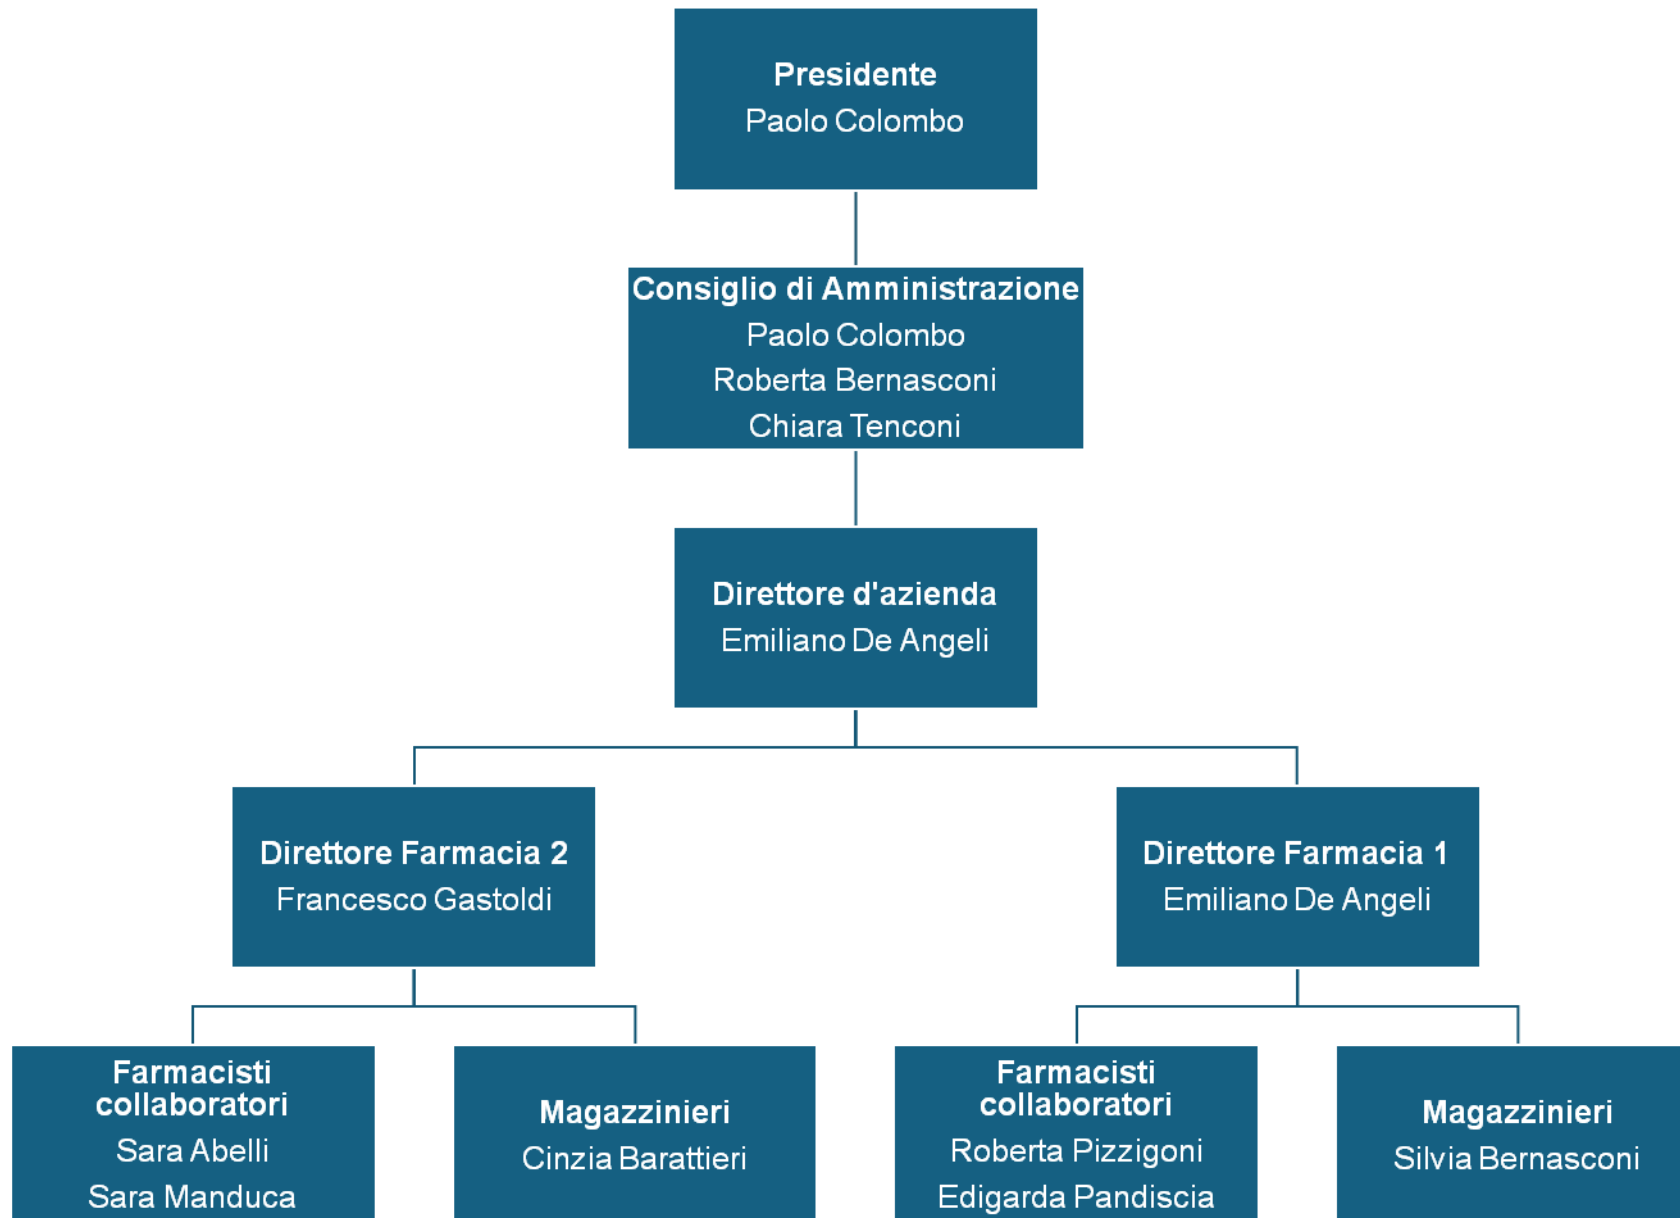 Presidente
Paolo Colombo
Consiglio di Amministrazione
Paolo Colombo
Roberta Bernasconi
Chiara Tenconi
Direttore d'azienda
Emiliano De Angeli
Direttore Farmacia 2
Francesco Gastoldi
Direttore Farmacia 1
Emiliano De Angeli
Farmacisti
collaboratori
Sara Abelli
Sara Manduca
Magazzinieri
Cinzia Barattieri
Farmacisti
collaboratori
Roberta Pizzigoni
Edigarda Pandiscia
Magazzinieri
Silvia Bernasconi